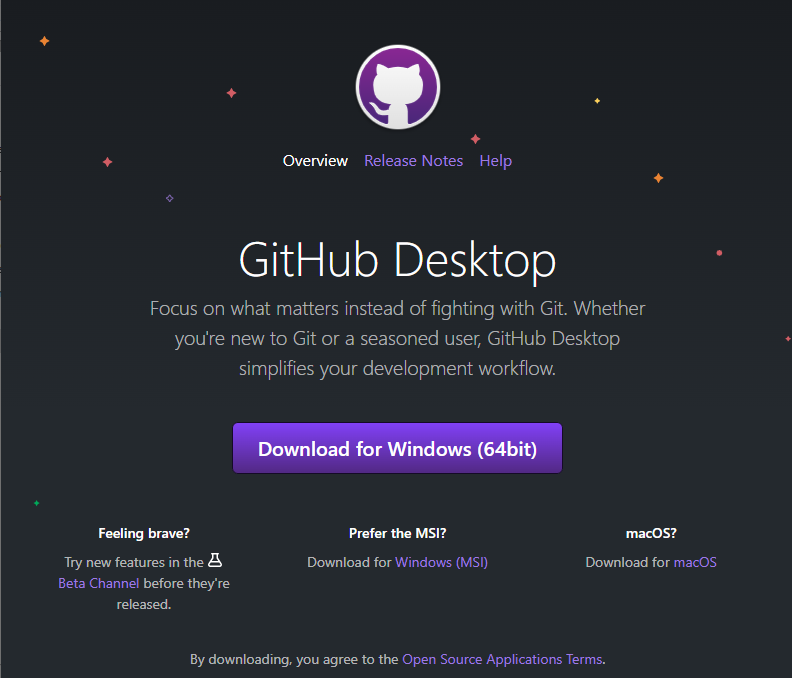 Overview Release Notes Help
GitHub Desktop
Focus on what matters instead of fighting with Git. Whether
you're new to Git or a seasoned user, GitHub Desktop
simplifies your development workflow.
Download for Windows (64bit)
Feeling brave?
Try new features in the
Beta Channel before they're
released.
Prefer the MSI?
Download for Windows (MSI)
macOS?
Download for macOS
By downloading, you agree to the Open Source Applications Terms.